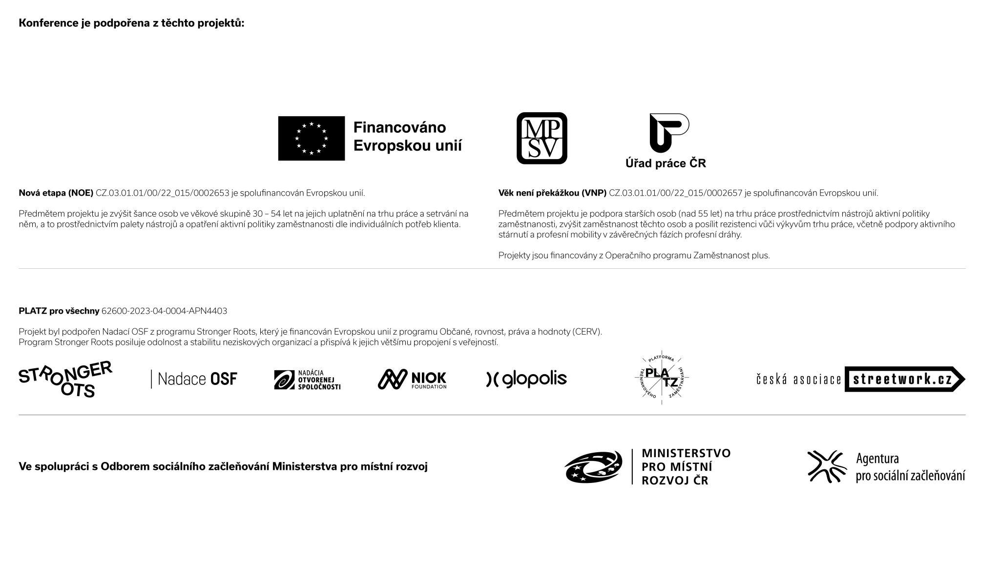 Konference je podpořena z těchto projektů:
Financováno
Evropskou unií
MP
SV
Úřad práce ČR
Nová etapa (NOE) CZ.03.01.01/00/22_015/0002653 je spolufinancován Evropskou unií.
Předmětem projektu je zvýšit šance osob ve věkové skupině 30 – 54 let na jejich uplatnění na trhu práce a setrvání na
něm, a to prostřednictvím palety nástrojů a opatření aktivní politiky zaměstnanosti dle individuálních potřeb klienta.
Věk není překážkou (VNP) CZ.03.01.01/00/22_015/0002657 je spolufinancován Evropskou unií.
Předmětem projektu je podpora starších osob (nad 55 let) na trhu práce prostřednictvím nástrojů aktivní politiky
zaměstnanosti, zvýšit zaměstnanost těchto osob a posílit rezistenci vůči výkyvům trhu práce, včetně podpory aktivního
stárnutí a profesní mobility v závěrečných fázích profesní dráhy.
Projekty jsou financovány z Operačního programu Zaměstnanost plus.
PLATZ pro všechny 62600-2023-04-0004-APN4403
Projekt byl podpořen Nadací OSF z programu Stronger Roots, který je financován Evropskou unií z programu Občané, rovnost, práva a hodnoty (CERV).
Program Stronger Roots posiluje odolnost a stabilitu neziskových organizací a přispívá k jejich většímu propojení s veřejností.
STRONGER
ROOTS
Nadace OSF
NADÁCIA
OTVORENEJ
SPOLOČNOSTI
NIOK
FOUNDATION
glopolis
PLATFORMA
TRÉNINKOVÉHO
ZAMĚSTNÁVÁNÍ
PLA
TZ
česká asociace streetwork.cz
Ve spolupráci s Odborem sociálního začleňování Ministerstva pro místní rozvoj
MINISTERSTVO
PRO MÍSTNÍ
ROZVOJ ČR
Agentura
pro sociální začleňování